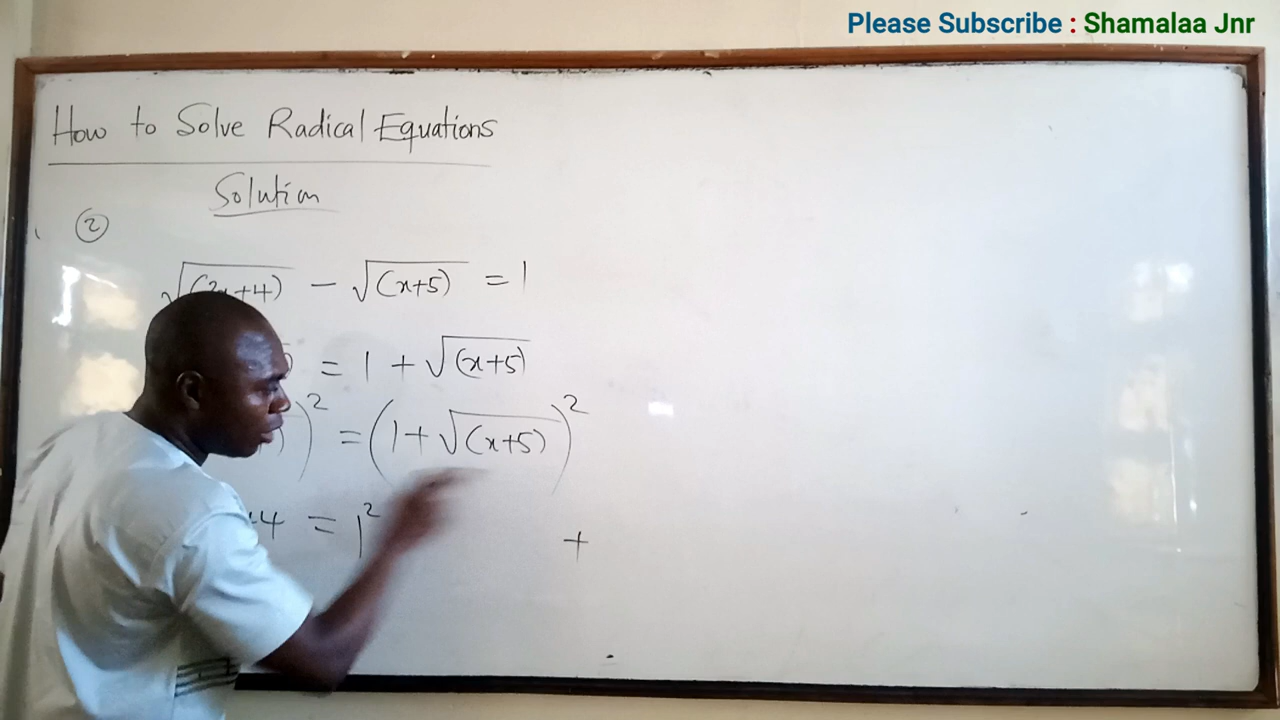 Please Subscribe : Shamalaa Jnr
How to Solve Radical Equations
Solution
②
√(2x+4) − √(x+5) = 1
= 1 + √(x+5)
)² = (1 + √(x+5))²
+4 = 1² +